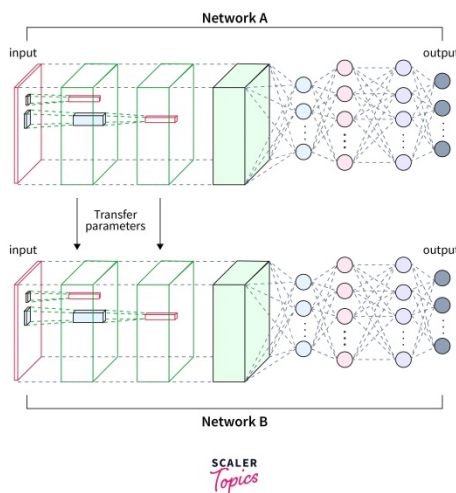 Network A
input
output
Transfer
parameters
input
output
Network B
SCALER
Topics